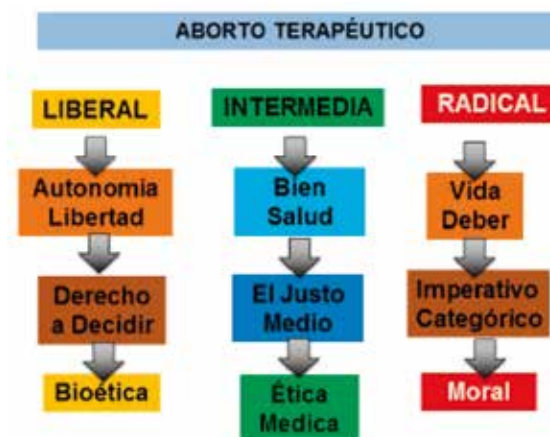 ABORTO TERAPÉUTICO
LIBERAL
Autonomia
Libertad
Derecho
a Decidir
Bioética
INTERMEDIA
Bien
Salud
El Justo
Medio
Ética
Medica
RADICAL
Vida
Deber
Imperativo
Categórico
Moral